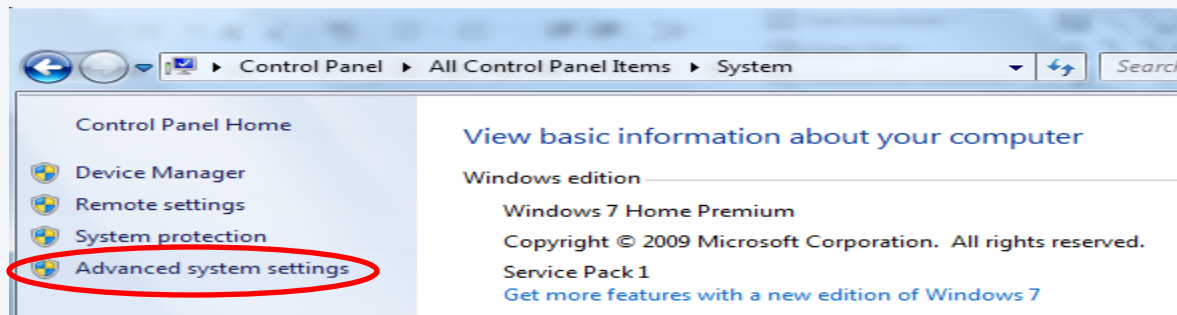 Control Panel ▸ All Control Panel Items ▸ System
Control Panel Home
Device Manager
Remote settings
System protection
Advanced system settings
View basic information about your computer
Windows edition
Windows 7 Home Premium
Copyright © 2009 Microsoft Corporation. All rights reserved.
Service Pack 1
Get more features with a new edition of Windows 7